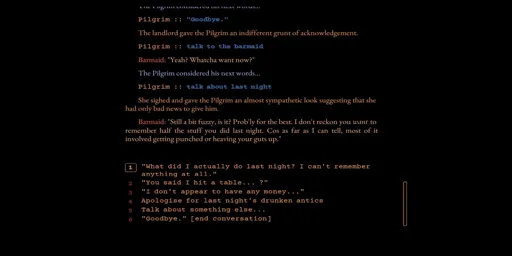 The Pilgrim considered his next words...
Pilgrim :: "Goodbye."
The landlord gave the Pilgrim an indifferent grunt of acknowledgement.
Pilgrim :: talk to the barmaid
Barmaid: "Yeah? Whatcha want now?"
The Pilgrim considered his next words...
Pilgrim :: talk about last night
She sighed and gave the Pilgrim an almost sympathetic look suggesting that she
had only bad news to give him.
Barmaid: "Still a bit fuzzy, is it? Prob'ly for the best. I don't reckon you want to
remember half the stuff you did last night. Cos as far as I can tell, most of it
involved getting punched or heaving your guts up."
1 "What did I actually do last night? I can't remember
anything at all."
2 "You said I hit a table... ?"
3 "I don't appear to have any money..."
4 Apologise for last night's drunken antics
5 Talk about something else...
6 "Goodbye." [end conversation]